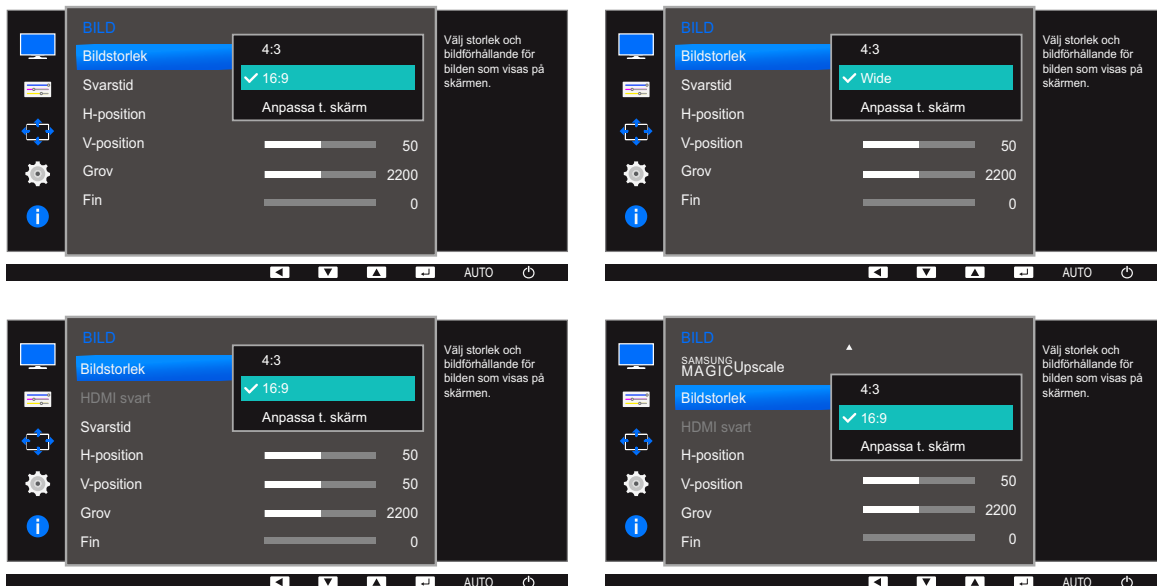 BILD
Bildstorlek
Svarstid
H-position
V-position
Grov
Fin
4:3
16:9
Anpassa t. skärm
50
2200
0
Välj storlek och
bildförhållande för
bilden som visas på
skärmen.
AUTO
BILD
Bildstorlek
Svarstid
H-position
V-position
Grov
Fin
4:3
Wide
Anpassa t. skärm
50
2200
0
Välj storlek och
bildförhållande för
bilden som visas på
skärmen.
AUTO
BILD
Bildstorlek
HDMI svart
Svarstid
H-position
V-position
Grov
Fin
4:3
16:9
Anpassa t. skärm
50
50
2200
0
Välj storlek och
bildförhållande för
bilden som visas på
skärmen.
AUTO
BILD
SAMSUNG
MAGICUpscale
Bildstorlek
HDMI svart
H-position
V-position
Grov
Fin
4:3
16:9
Anpassa t. skärm
50
2200
0
Välj storlek och
bildförhållande för
bilden som visas på
skärmen.
AUTO